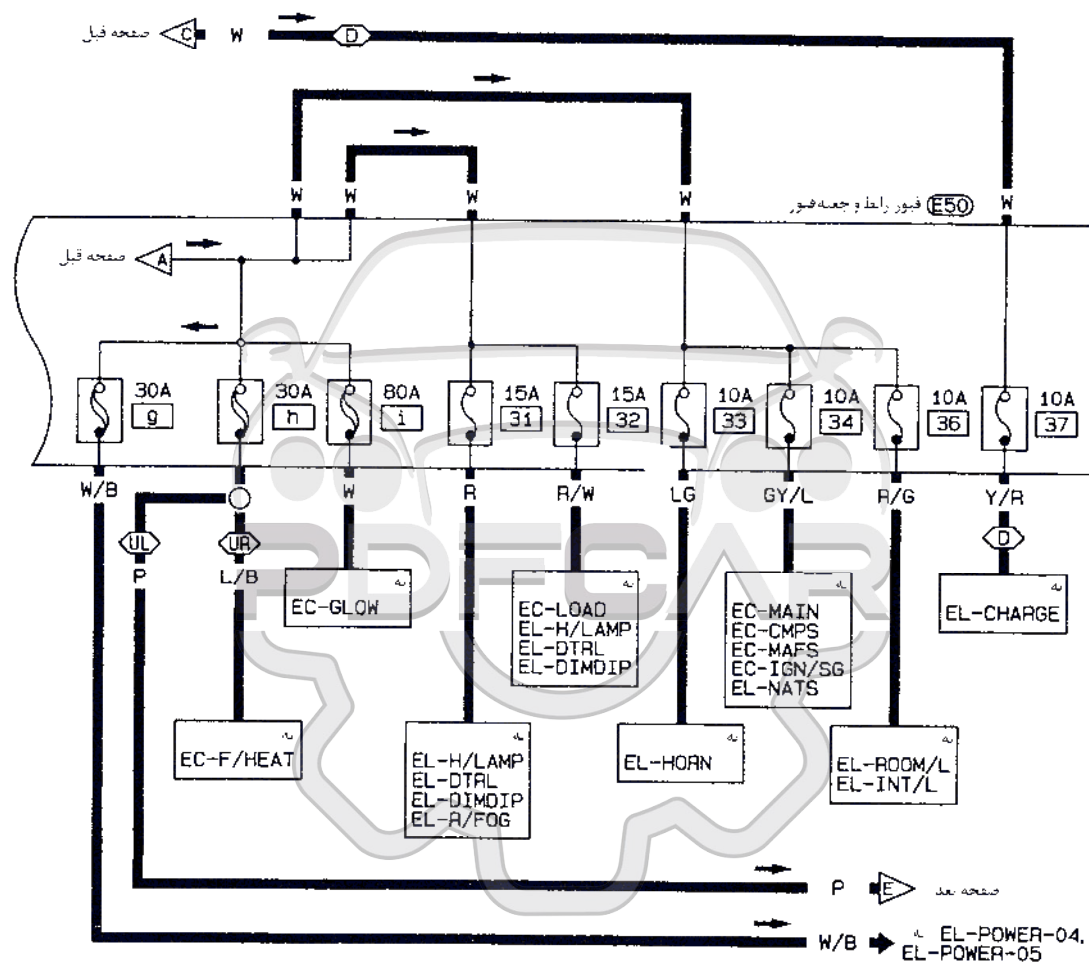 صفحه قبل C W D
W W W W W
فیوز رابط و جعبه فیوز E50
صفحه قبل A
30A g
30A h
80A i
15A 31
15A 32
10A 33
10A 34
10A 36
10A 37
W/B W R R/W LG GY/L R/G Y/R
UL UR D
P L/B
به
EC-GLOW
به
EC-LOAD
EL-H/LAMP
EL-DTRL
EL-DIMDIP
به
EC-MAIN
EC-CMPS
EC-MAFS
EC-IGN/SG
EL-NATS
به
EL-CHARGE
PDFCAR
به
EC-F/HEAT
به
EL-H/LAMP
EL-DTRL
EL-DIMDIP
EL-R/FOG
به
EL-HORN
به
EL-ROOM/L
EL-INT/L
P E صفحه بعد
W/B به EL-POWER-04,
EL-POWER-05